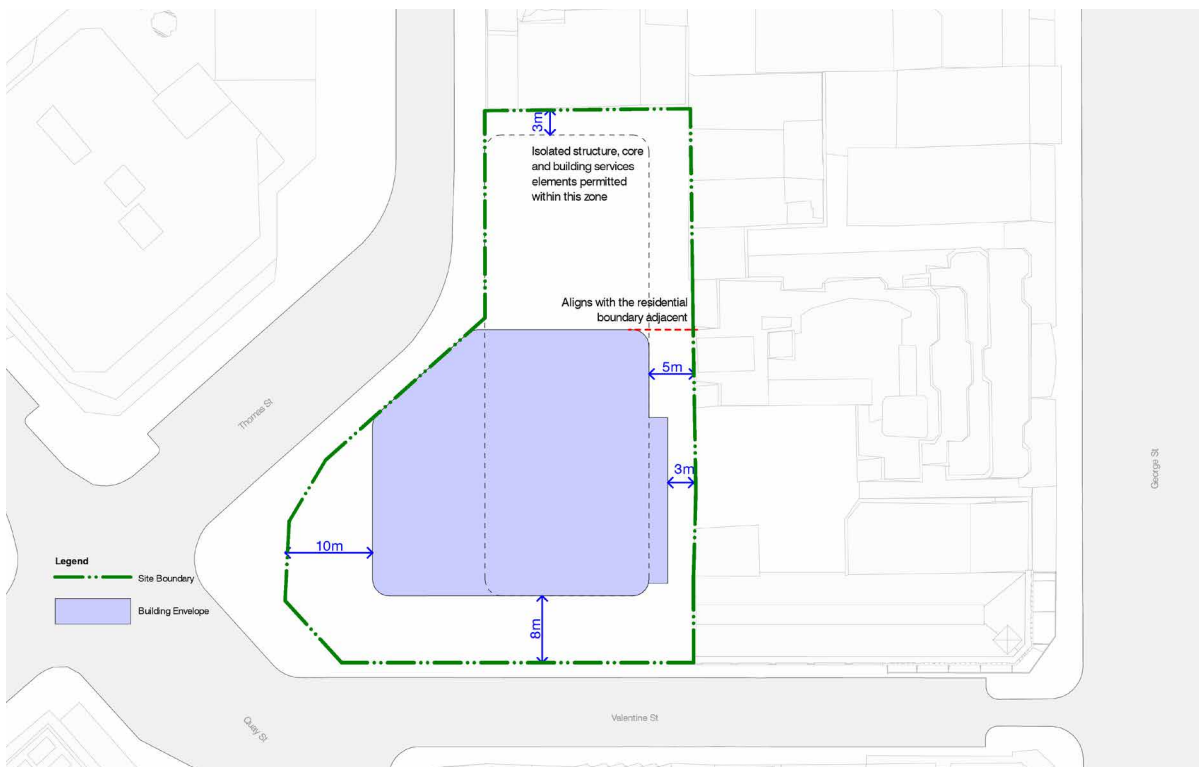 3m
Isolated structure, core
and building services
elements permitted
within this zone
Aligns with the residential
boundary adjacent
5m
Thomas St
George St
3m
10m
Legend
Site Boundary
Building Envelope
8m
Quay St
Valentine St